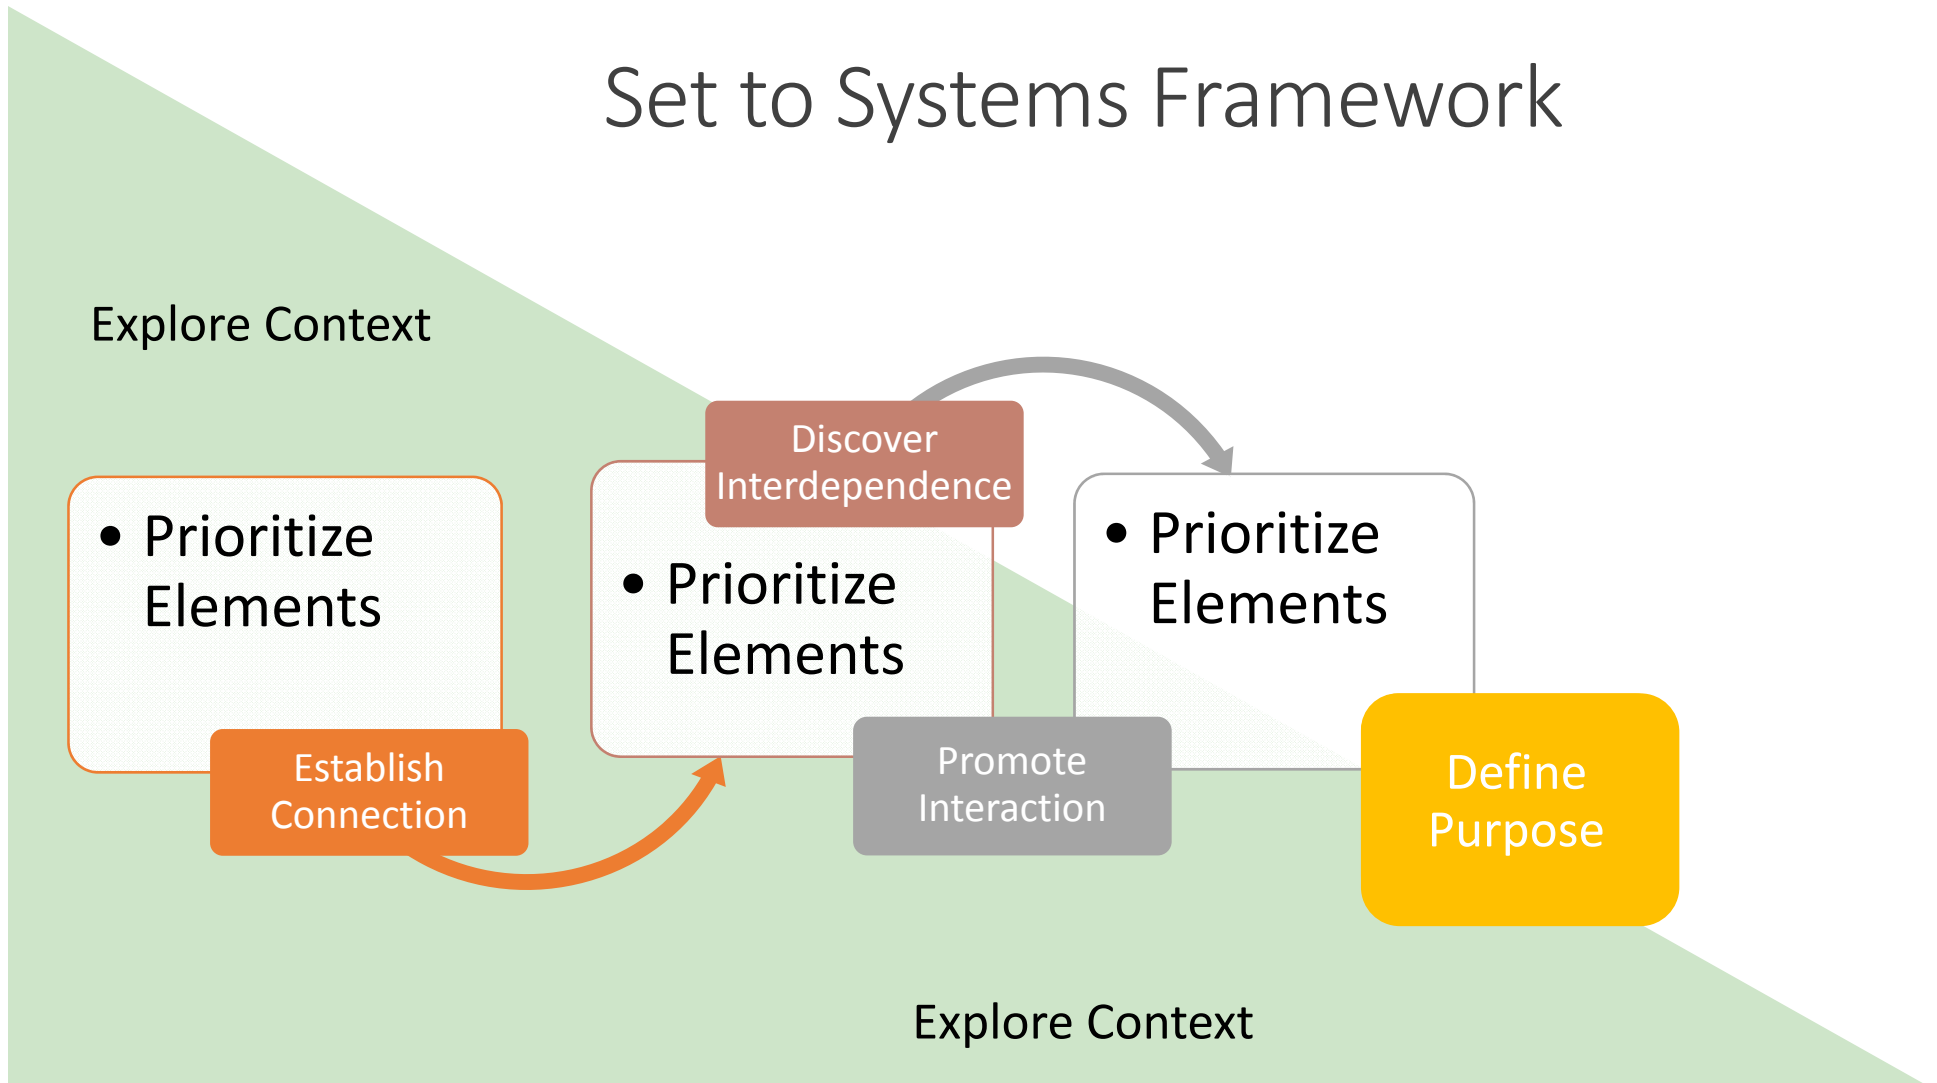 Set to Systems Framework
Explore Context
Discover
Interdependence
• Prioritize
Elements
• Prioritize
Elements
• Prioritize
Elements
Establish
Connection
Promote
Interaction
Define
Purpose
Explore Context